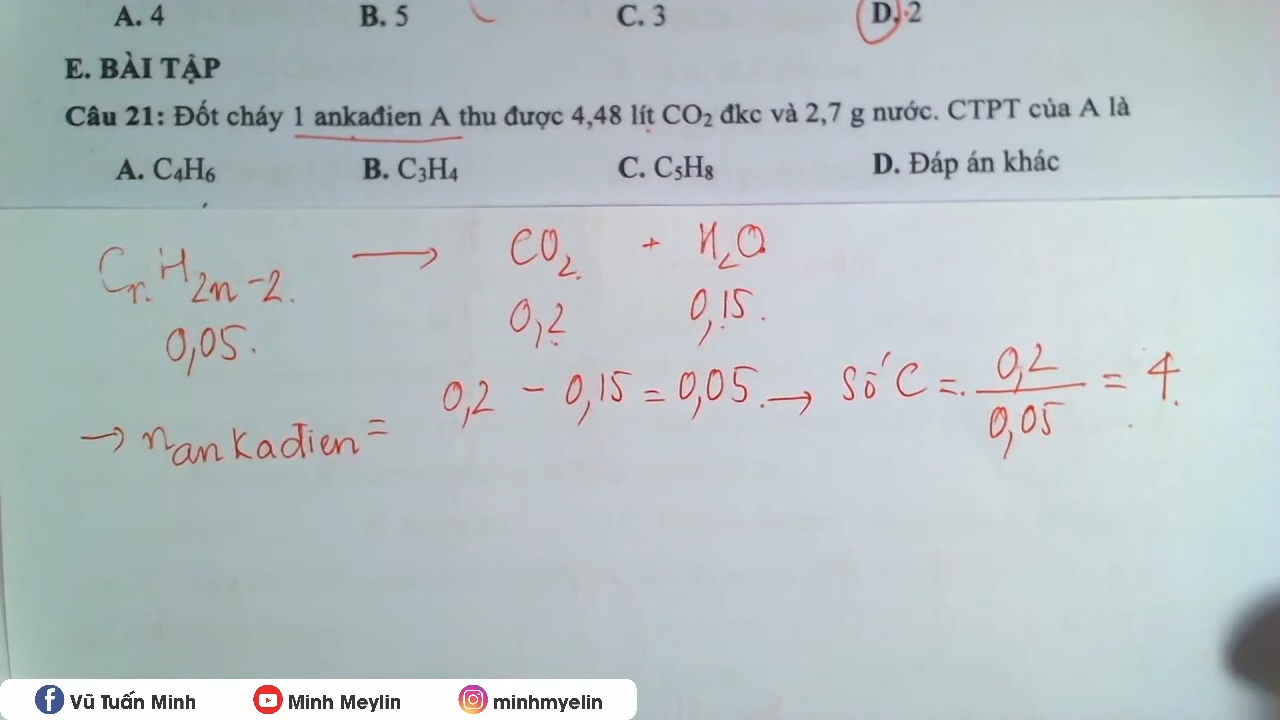 A. 4 B. 5 C. 3 D. 2
E. BÀI TẬP
Câu 21: Đốt cháy 1 ankađien A thu được 4,48 lít CO₂ đkc và 2,7 g nước. CTPT của A là
A. C₄H₆ B. C₃H₄ C. C₅H₈ D. Đáp án khác
CₙH₂ₙ₋₂ → CO₂ + H₂O
0,05. 0,2 0,15.
→ nankađien = 0,2 - 0,15 = 0,05. → Số C = 0,2 / 0,05 = 4.
Vũ Tuấn Minh Minh Meylin minhmyelin